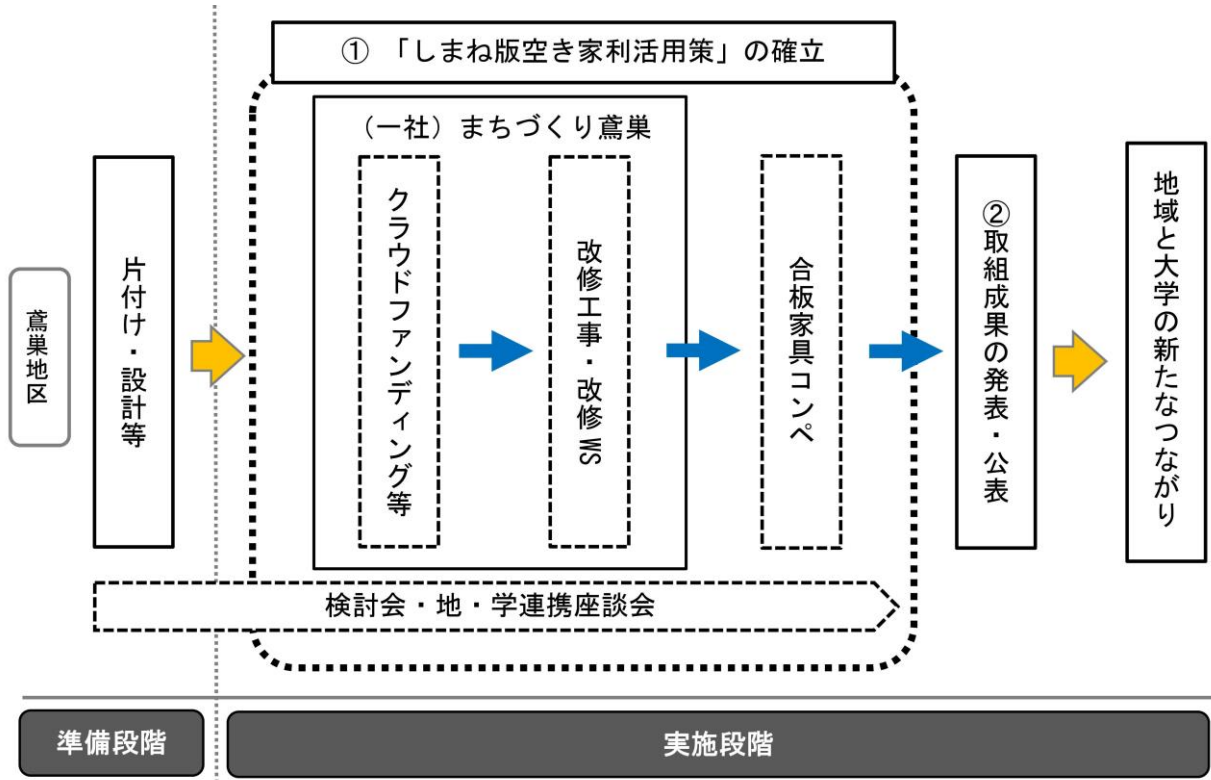 ① 「しまね版空き家利活用策」の確立
(一社)まちづくり鳶巣
鳶巣地区
片付け・設計等
クラウドファンディング等
改修工事・改修WS
合板家具コンペ
②取組成果の発表・公表
地域と大学の新たなつながり
検討会・地・学連携座談会
準備段階
実施段階